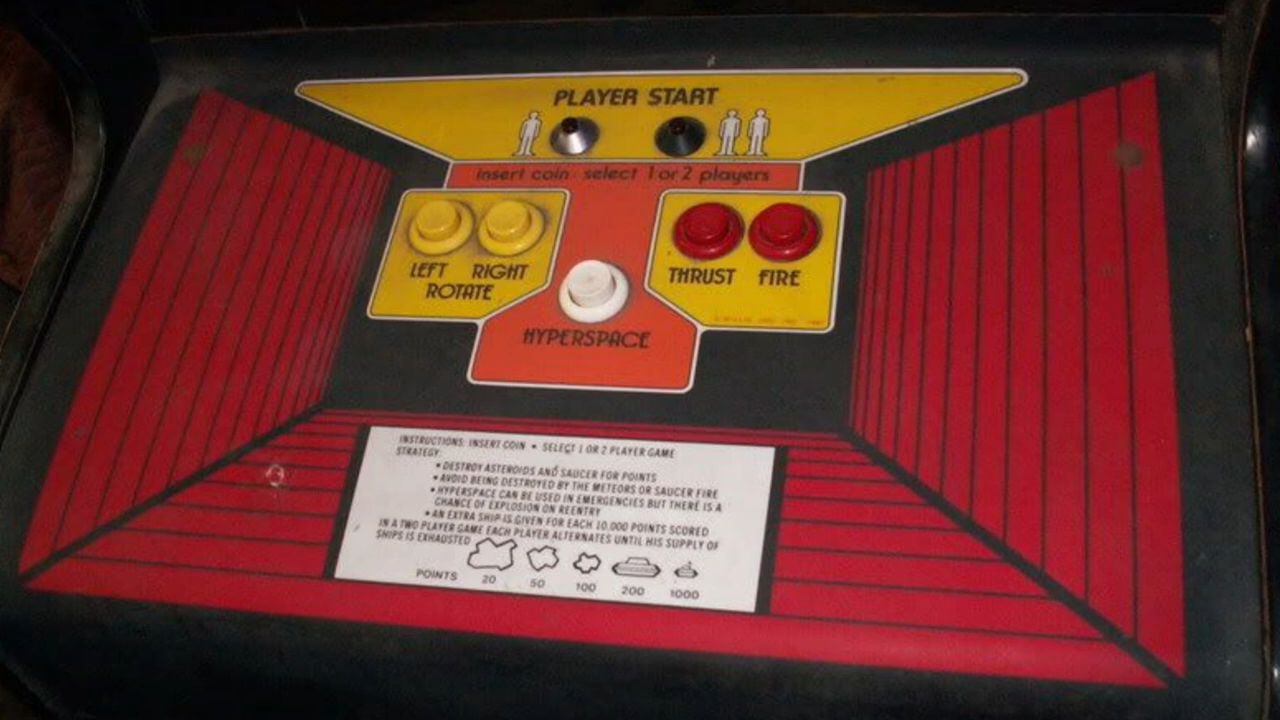 PLAYER START
insert coin - select 1 or 2 players
LEFT RIGHT
ROTATE
THRUST FIRE
HYPERSPACE
INSTRUCTIONS: INSERT COIN • SELECT 1 OR 2 PLAYER GAME
STRATEGY:
• DESTROY ASTEROIDS AND SAUCER FOR POINTS
• AVOID BEING DESTROYED BY THE METEORS OR SAUCER FIRE
• HYPERSPACE CAN BE USED IN EMERGENCIES BUT THERE IS A
CHANCE OF EXPLOSION ON REENTRY
• AN EXTRA SHIP IS GIVEN FOR EACH 10,000 POINTS SCORED
IN A TWO PLAYER GAME EACH PLAYER ALTERNATES UNTIL HIS SUPPLY OF
SHIPS IS EXHAUSTED
POINTS 20 50 100 200 1000